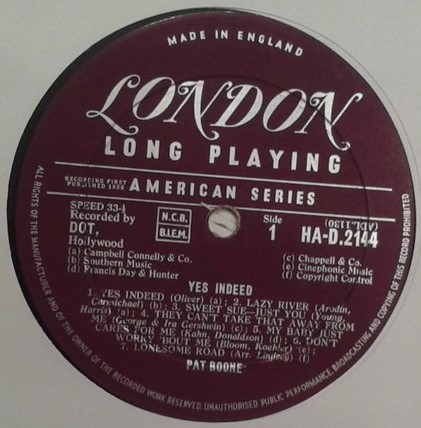 MADE IN ENGLAND
LONDON
LONG PLAYING
RECORDING FIRST
PUBLISHED 1958
AMERICAN SERIES
SPEED 33⅓
Recorded by
DOT,
Hollywood
N.C.B.
B.I.E.M.
Side
1
(ADL.1130)
HA-D.2144
(a) Campbell Connelly & Co.
(b) Southern Music
(d) Francis Day & Hunter
(c) Chappell & Co.
(e) Cinephonic Music
(f) Copyright Control
YES INDEED
1. YES INDEED (Oliver) (a); 2. LAZY RIVER (Arodin,
Carmichael) (b); 3. SWEET SUE—JUST YOU (Young,
Harris) (a); 4. THEY CAN'T TAKE THAT AWAY FROM
ME (George & Ira Gershwin) (c); 5. MY BABY JUST
CARES FOR ME (Kahn, Donaldson) (d); 5. DON'T
WORRY 'BOUT ME (Bloom, Koehler) (e);
7. LONESOME ROAD (Arr. Lindsey) (f)
PAT BOONE
ALL RIGHTS OF THE MANUFACTURER AND OF THE OWNER OF THE RECORDED WORK RESERVED. UNAUTHORISED PUBLIC PERFORMANCE, BROADCASTING AND COPYING OF THIS RECORD PROHIBITED